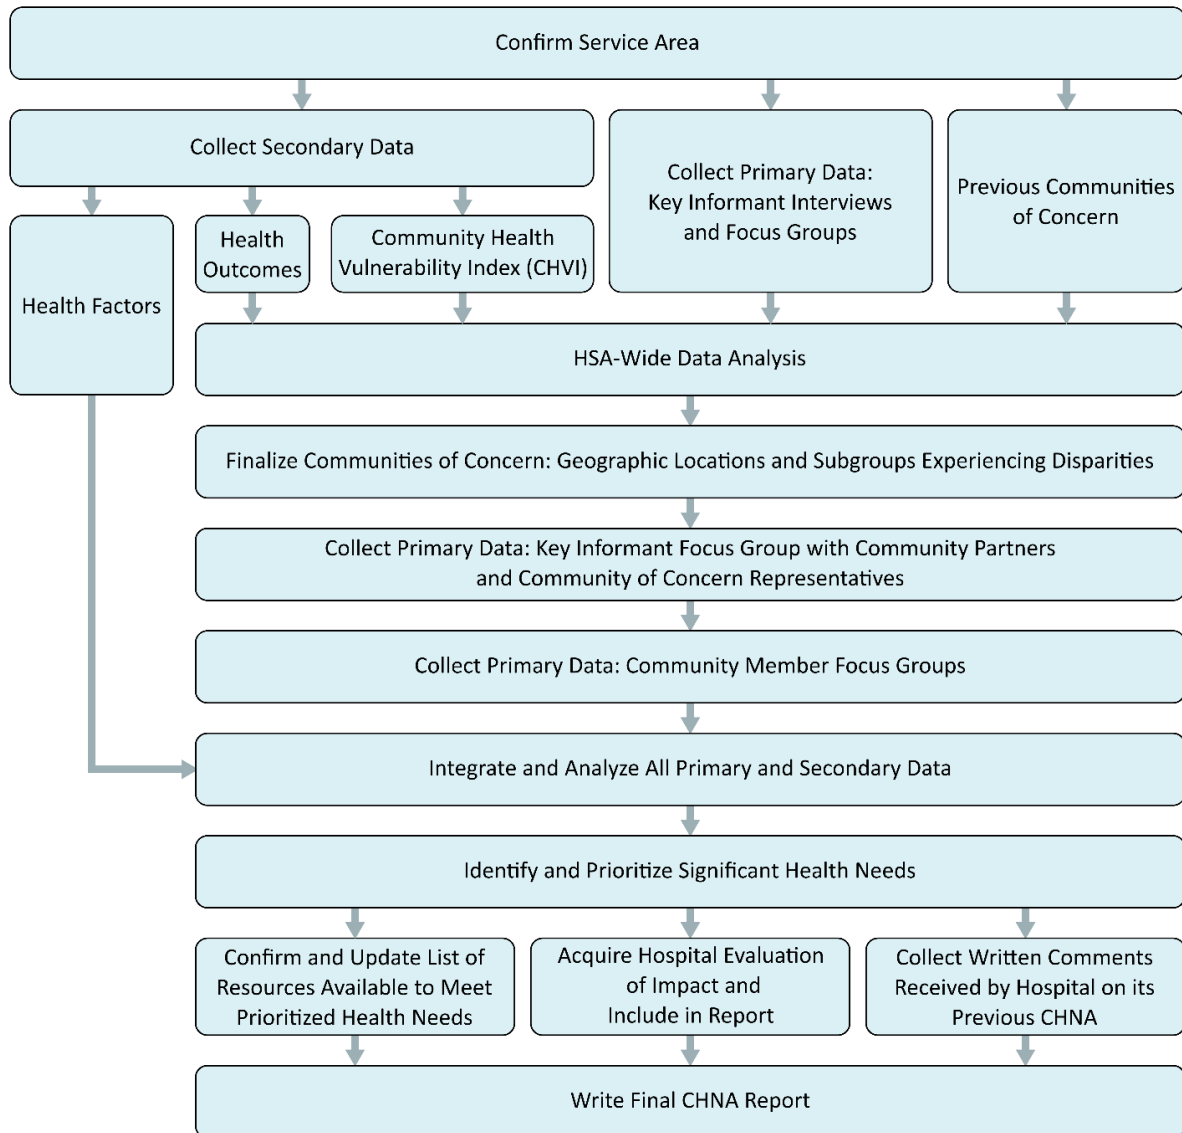 Confirm Service Area
Collect Secondary Data
Collect Primary Data:
Key Informant Interviews
and Focus Groups
Previous Communities
of Concern
Health Factors
Health
Outcomes
Community Health
Vulnerability Index (CHVI)
HSA-Wide Data Analysis
Finalize Communities of Concern: Geographic Locations and Subgroups Experiencing Disparities
Collect Primary Data: Key Informant Focus Group with Community Partners
and Community of Concern Representatives
Collect Primary Data: Community Member Focus Groups
Integrate and Analyze All Primary and Secondary Data
Identify and Prioritize Significant Health Needs
Confirm and Update List of
Resources Available to Meet
Prioritized Health Needs
Acquire Hospital Evaluation
of Impact and
Include in Report
Collect Written Comments
Received by Hospital on its
Previous CHNA
Write Final CHNA Report